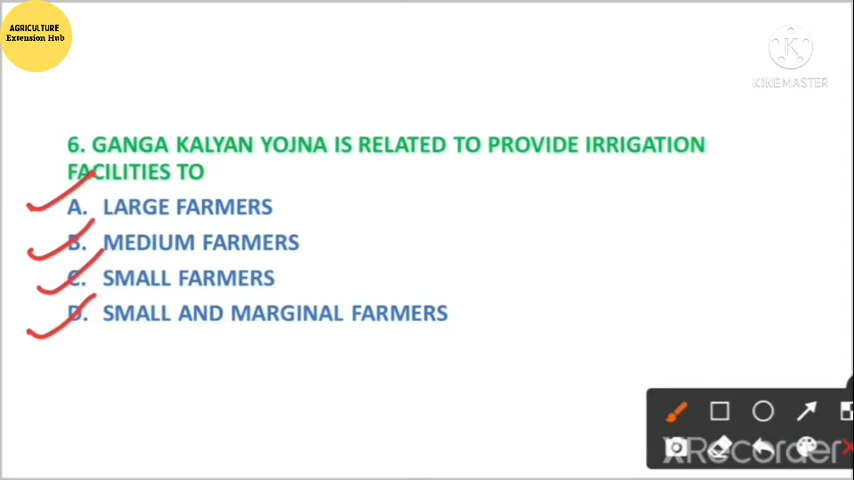 AGRICULTURE
Extension Hub
K
KINEMASTER
6. GANGA KALYAN YOJNA IS RELATED TO PROVIDE IRRIGATION
FACILITIES TO
A. LARGE FARMERS
B. MEDIUM FARMERS
C. SMALL FARMERS
D. SMALL AND MARGINAL FARMERS
XRecorder